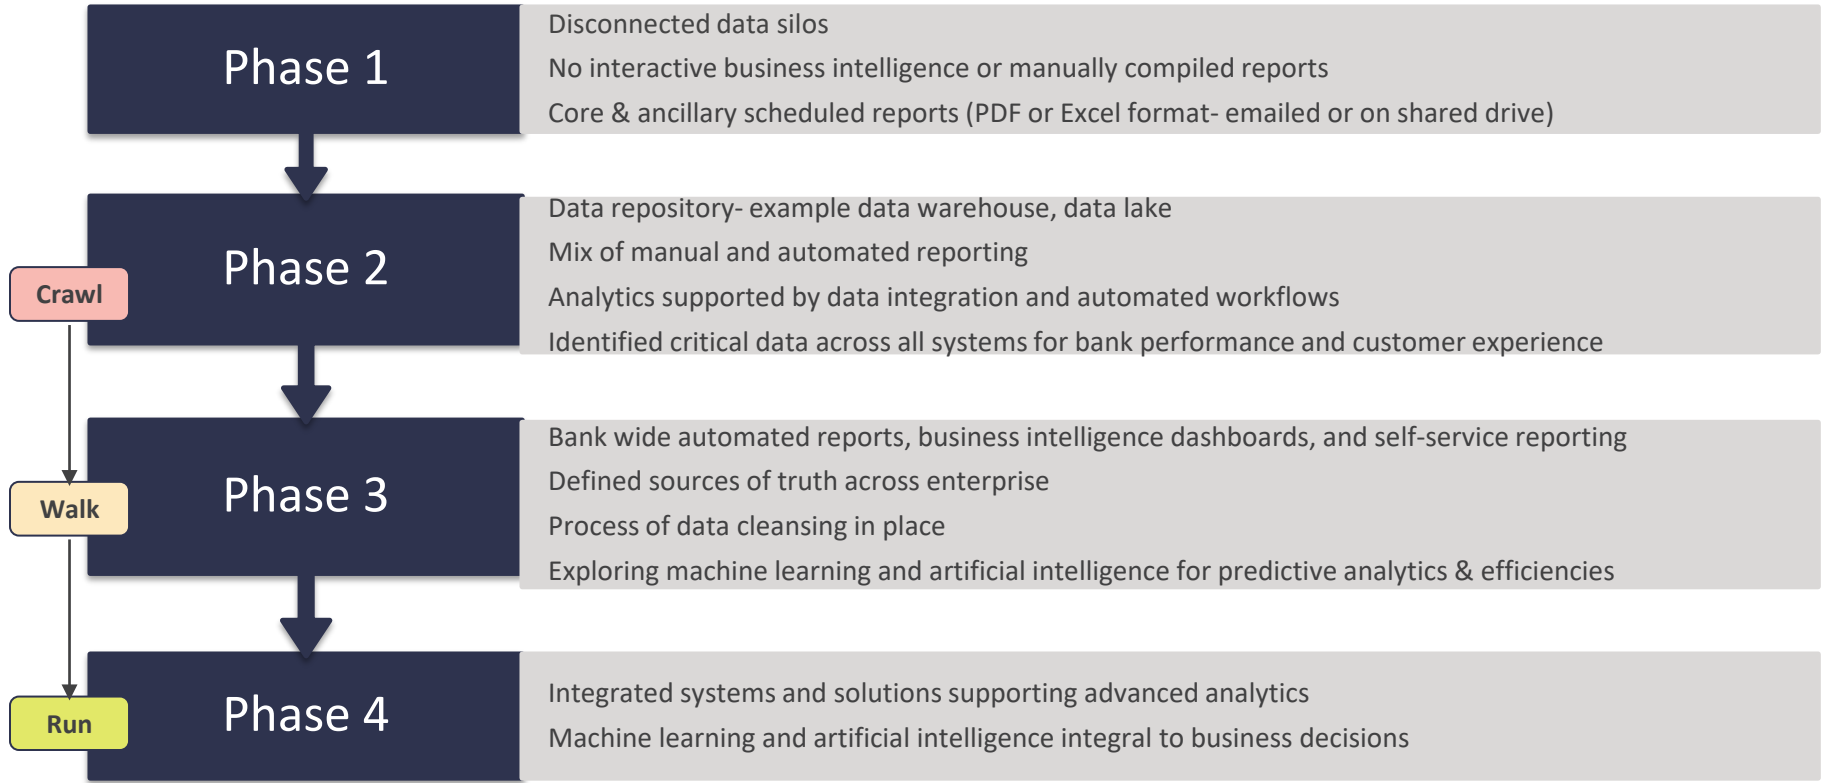 Phase 1
Disconnected data silos
No interactive business intelligence or manually compiled reports
Core & ancillary scheduled reports (PDF or Excel format- emailed or on shared drive)
Phase 2
Data repository- example data warehouse, data lake
Mix of manual and automated reporting
Analytics supported by data integration and automated workflows
Identified critical data across all systems for bank performance and customer experience
Crawl
Phase 3
Bank wide automated reports, business intelligence dashboards, and self-service reporting
Defined sources of truth across enterprise
Process of data cleansing in place
Exploring machine learning and artificial intelligence for predictive analytics & efficiencies
Walk
Phase 4
Integrated systems and solutions supporting advanced analytics
Machine learning and artificial intelligence integral to business decisions
Run